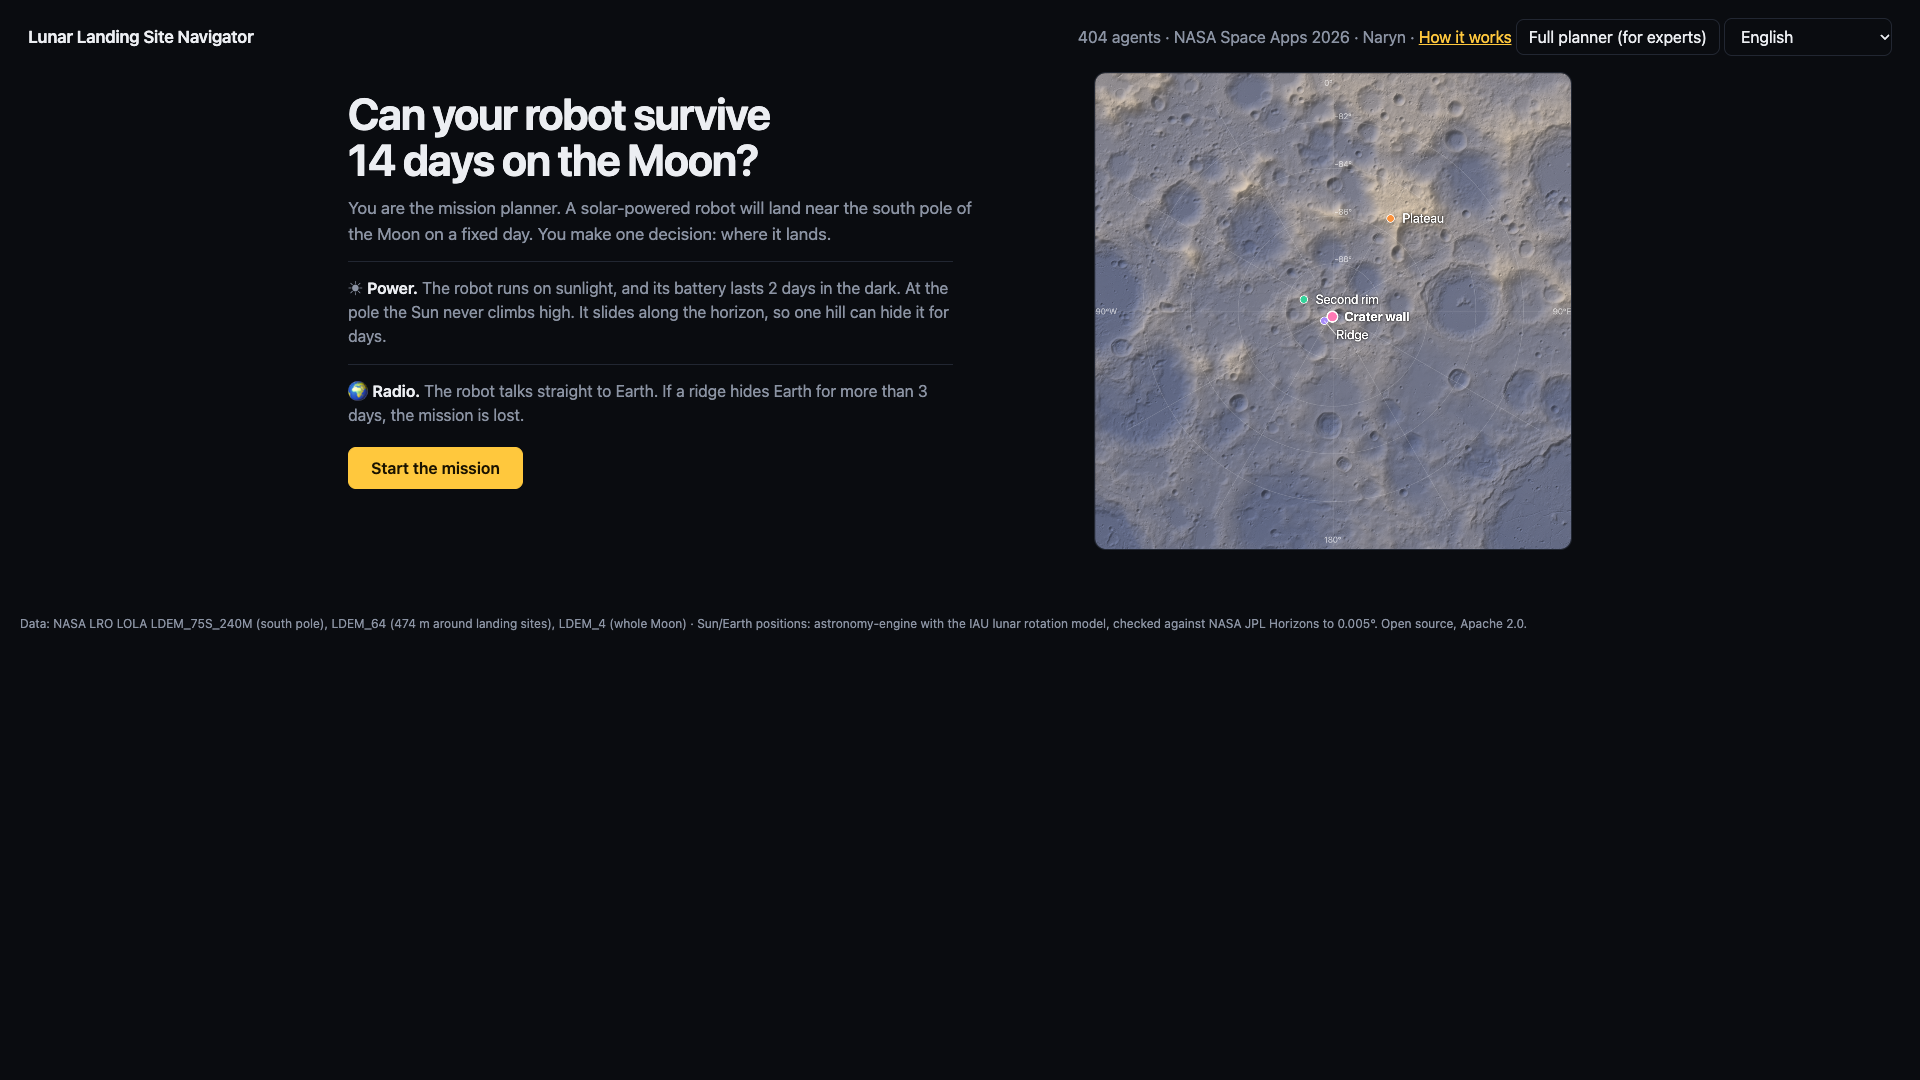 Lunar Landing Site Navigator
404 agents · NASA Space Apps 2026 · Naryn · How it works
Full planner (for experts)
English
Can your robot survive
14 days on the Moon?
You are the mission planner. A solar-powered robot will land near the south pole of
the Moon on a fixed day. You make one decision: where it lands.
☀ Power. The robot runs on sunlight, and its battery lasts 2 days in the dark. At the
pole the Sun never climbs high. It slides along the horizon, so one hill can hide it for
days.
🌍 Radio. The robot talks straight to Earth. If a ridge hides Earth for more than 3
days, the mission is lost.
Start the mission
0°
-82°
-84°
-86°
Plateau
-88°
Second rim
90°W
Crater wall
90°E
Ridge
180°
Data: NASA LRO LOLA LDEM_75S_240M (south pole), LDEM_64 (474 m around landing sites), LDEM_4 (whole Moon) · Sun/Earth positions: astronomy-engine with the IAU lunar rotation model, checked against NASA JPL Horizons to 0.005°. Open source, Apache 2.0.